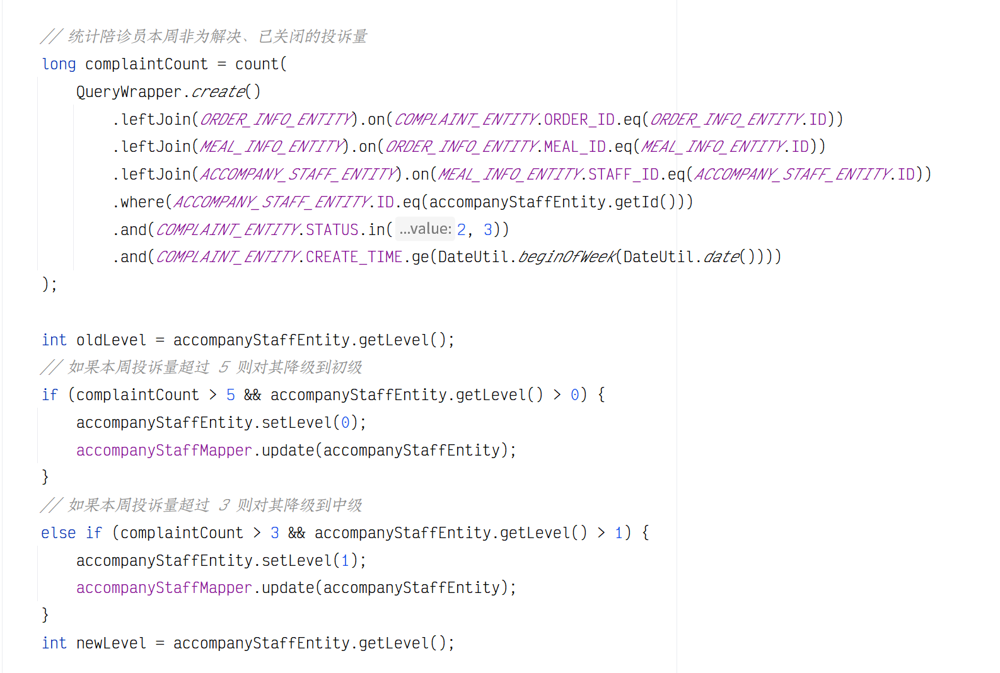 // 统计陪诊员本周非为解决、已关闭的投诉量
long complaintCount = count(
    QueryWrapper.create()
        .leftJoin(ORDER_INFO_ENTITY).on(COMPLAINT_ENTITY.ORDER_ID.eq(ORDER_INFO_ENTITY.ID))
        .leftJoin(MEAL_INFO_ENTITY).on(ORDER_INFO_ENTITY.MEAL_ID.eq(MEAL_INFO_ENTITY.ID))
        .leftJoin(ACCOMPANY_STAFF_ENTITY).on(MEAL_INFO_ENTITY.STAFF_ID.eq(ACCOMPANY_STAFF_ENTITY.ID))
        .where(ACCOMPANY_STAFF_ENTITY.ID.eq(accompanyStaffEntity.getId()))
        .and(COMPLAINT_ENTITY.STATUS.in( ...value: 2, 3))
        .and(COMPLAINT_ENTITY.CREATE_TIME.ge(DateUtil.beginOfWeek(DateUtil.date())))
);
int oldLevel = accompanyStaffEntity.getLevel();
// 如果本周投诉量超过 5 则对其降级到初级
if (complaintCount > 5 && accompanyStaffEntity.getLevel() > 0) {
    accompanyStaffEntity.setLevel(0);
    accompanyStaffMapper.update(accompanyStaffEntity);
}
// 如果本周投诉量超过 3 则对其降级到中级
else if (complaintCount > 3 && accompanyStaffEntity.getLevel() > 1) {
    accompanyStaffEntity.setLevel(1);
    accompanyStaffMapper.update(accompanyStaffEntity);
}
int newLevel = accompanyStaffEntity.getLevel();